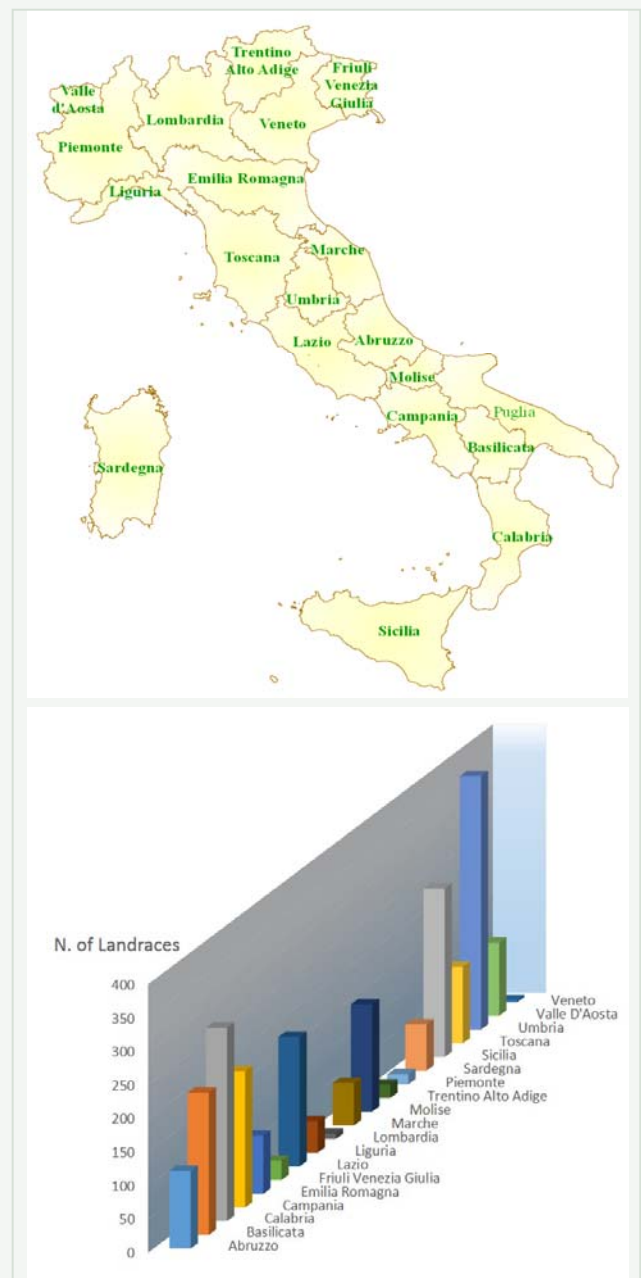 Trentino
Alto Adige
Friuli
Venezia
Giulia
Valle
d'Aosta
Lombardia
Veneto
Piemonte
Emilia Romagna
Liguria
Marche
Toscana
Umbria
Lazio
Abruzzo
Molise
Campania
Puglia
Basilicata
Sardegna
Calabria
Sicilia
N. of Landraces
400
350
300
250
200
150
100
50
0
Veneto
Valle D'Aosta
Umbria
Toscana
Sicilia
Sardegna
Piemonte
Trentino Alto Adige
Molise
Marche
Lombardia
Liguria
Lazio
Friuli Venezia Giulia
Emilia Romagna
Campania
Calabria
Basilicata
Abruzzo